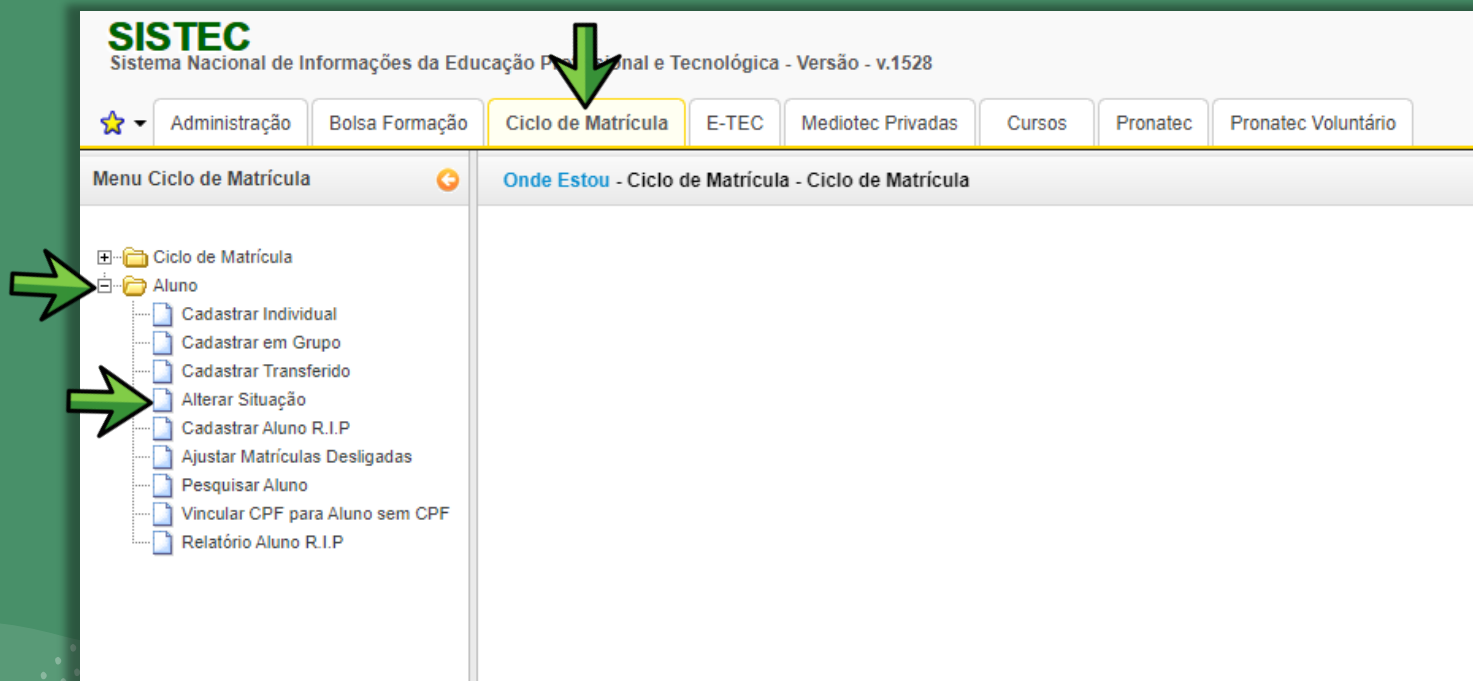 SISTEC
Sistema Nacional de Informações da Educação Profissional e Tecnológica - Versão - v.1528
Administração Bolsa Formação Ciclo de Matrícula E-TEC Mediotec Privadas Cursos Pronatec Pronatec Voluntário
Menu Ciclo de Matrícula
Onde Estou - Ciclo de Matrícula - Ciclo de Matrícula
Ciclo de Matrícula
Aluno
Cadastrar Individual
Cadastrar em Grupo
Cadastrar Transferido
Alterar Situação
Cadastrar Aluno R.I.P
Ajustar Matrículas Desligadas
Pesquisar Aluno
Vincular CPF para Aluno sem CPF
Relatório Aluno R.I.P